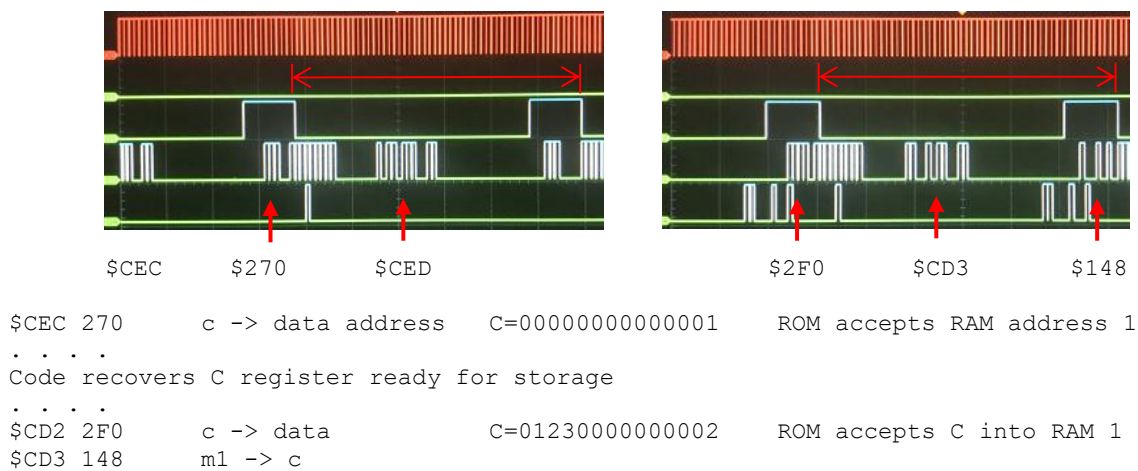 $CEC $270 $CED $2F0 $CD3 $148
$CEC 270 c -> data address C=00000000000001 ROM accepts RAM address 1
. . . .
Code recovers C register ready for storage
. . . .
$CD2 2F0 c -> data C=01230000000002 ROM accepts C into RAM 1
$CD3 148 m1 -> c